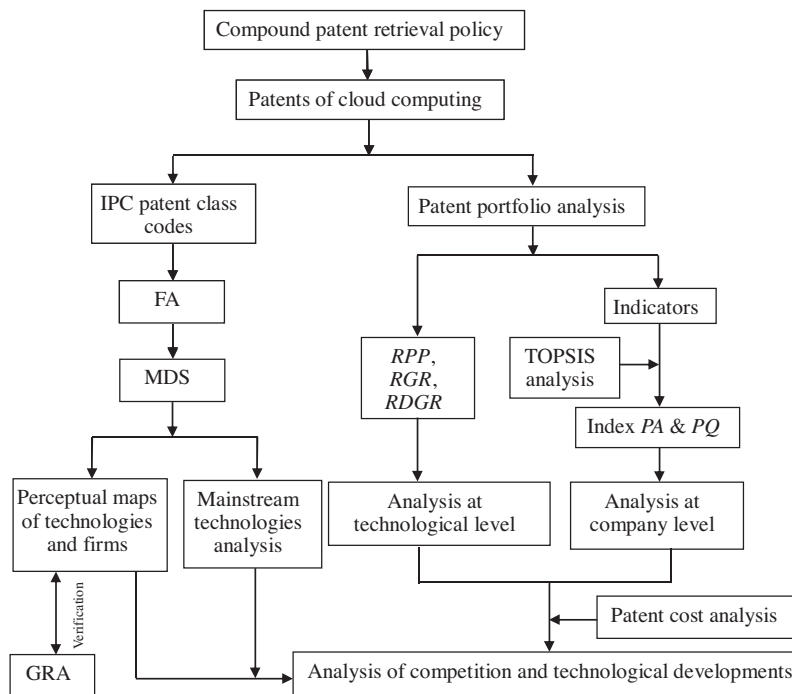 Compound patent retrieval policy
Patents of cloud computing
IPC patent class
codes
Patent portfolio analysis
FA
Indicators
MDS
RPP,
RGR,
RDGR
TOPSIS
analysis
Index PA & PQ
Perceptual maps
of technologies
and firms
Mainstream
technologies
analysis
Analysis at
technological level
Analysis at
company level
Verification
Patent cost analysis
GRA
Analysis of competition and technological developments